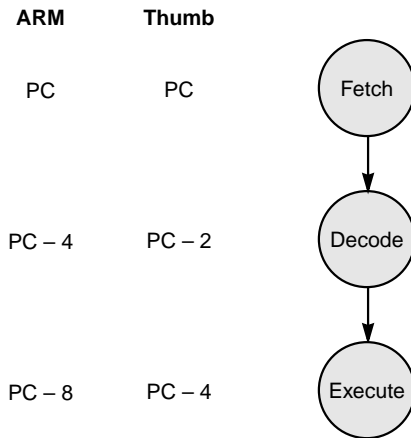 ARM Thumb
PC PC Fetch
PC – 4 PC – 2 Decode
PC – 8 PC – 4 Execute